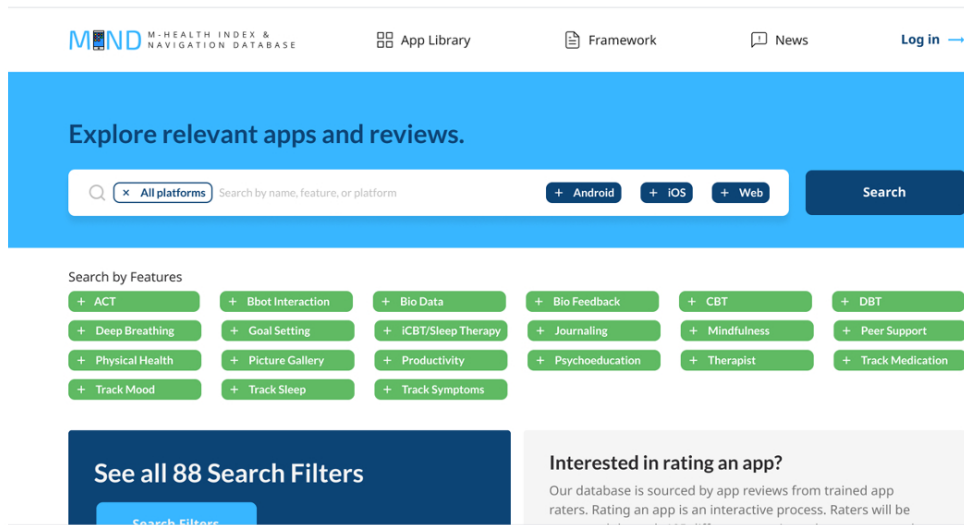 MIND M-HEALTH INDEX &
NAVIGATION DATABASE
App Library
Framework
News
Log in →
Explore relevant apps and reviews.
× All platforms Search by name, feature, or platform + Android + iOS + Web Search
Search by Features
+ ACT + Bbot Interaction + Bio Data + Bio Feedback + CBT + DBT
+ Deep Breathing + Goal Setting + iCBT/Sleep Therapy + Journaling + Mindfulness + Peer Support
+ Physical Health + Picture Gallery + Productivity + Psychoeducation + Therapist + Track Medication
+ Track Mood + Track Sleep + Track Symptoms
See all 88 Search Filters
Search Filters
Interested in rating an app?
Our database is sourced by app reviews from trained app
raters. Rating an app is an interactive process. Raters will be